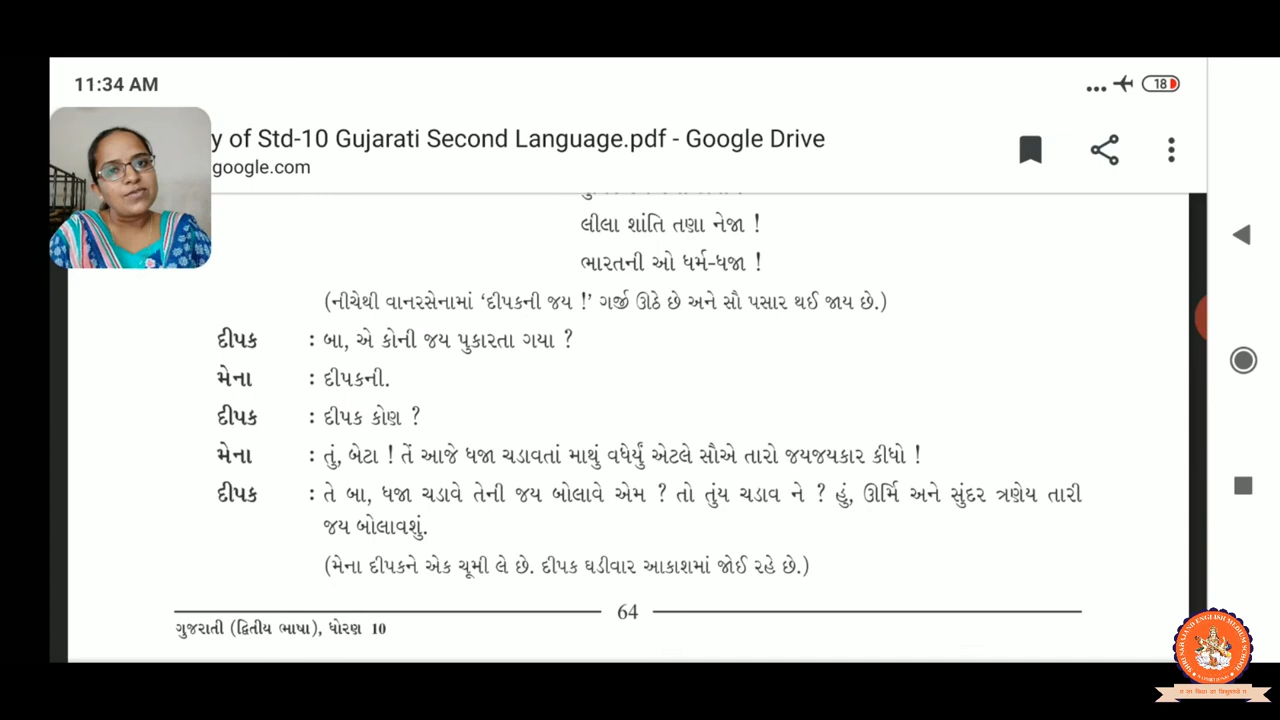 11:34 AM
18
y of Std-10 Gujarati Second Language.pdf - Google Drive
google.com
લીલા શાંતિ તણા નેજા !
ભારતની ઓ ધર્મ-ધજા !
(નીચેથી વાનરસેનામાં ‘દીપકની જય !’ ગર્જી ઊઠે છે અને સૌ પસાર થઈ જાય છે.)
દીપક : બા, એ કોની જય પુકારતા ગયા ?
મેના : દીપકની.
દીપક : દીપક કોણ ?
મેના : તું, બેટા ! તેં આજે ધજા ચડાવતાં માથું વધેર્યું એટલે સૌએ તારો જયજયકાર કીધો !
દીપક : તે બા, ધજા ચડાવે તેની જય બોલાવે એમ ? તો તુંય ચડાવ ને ? હું, ઊર્મિ અને સુંદર ત્રણેય તારી
જય બોલાવશું.
(મેના દીપકને એક ચૂમી લે છે. દીપક ઘડીવાર આકાશમાં જોઈ રહે છે.)
64
ગુજરાતી (દ્વિતીય ભાષા), ધોરણ 10